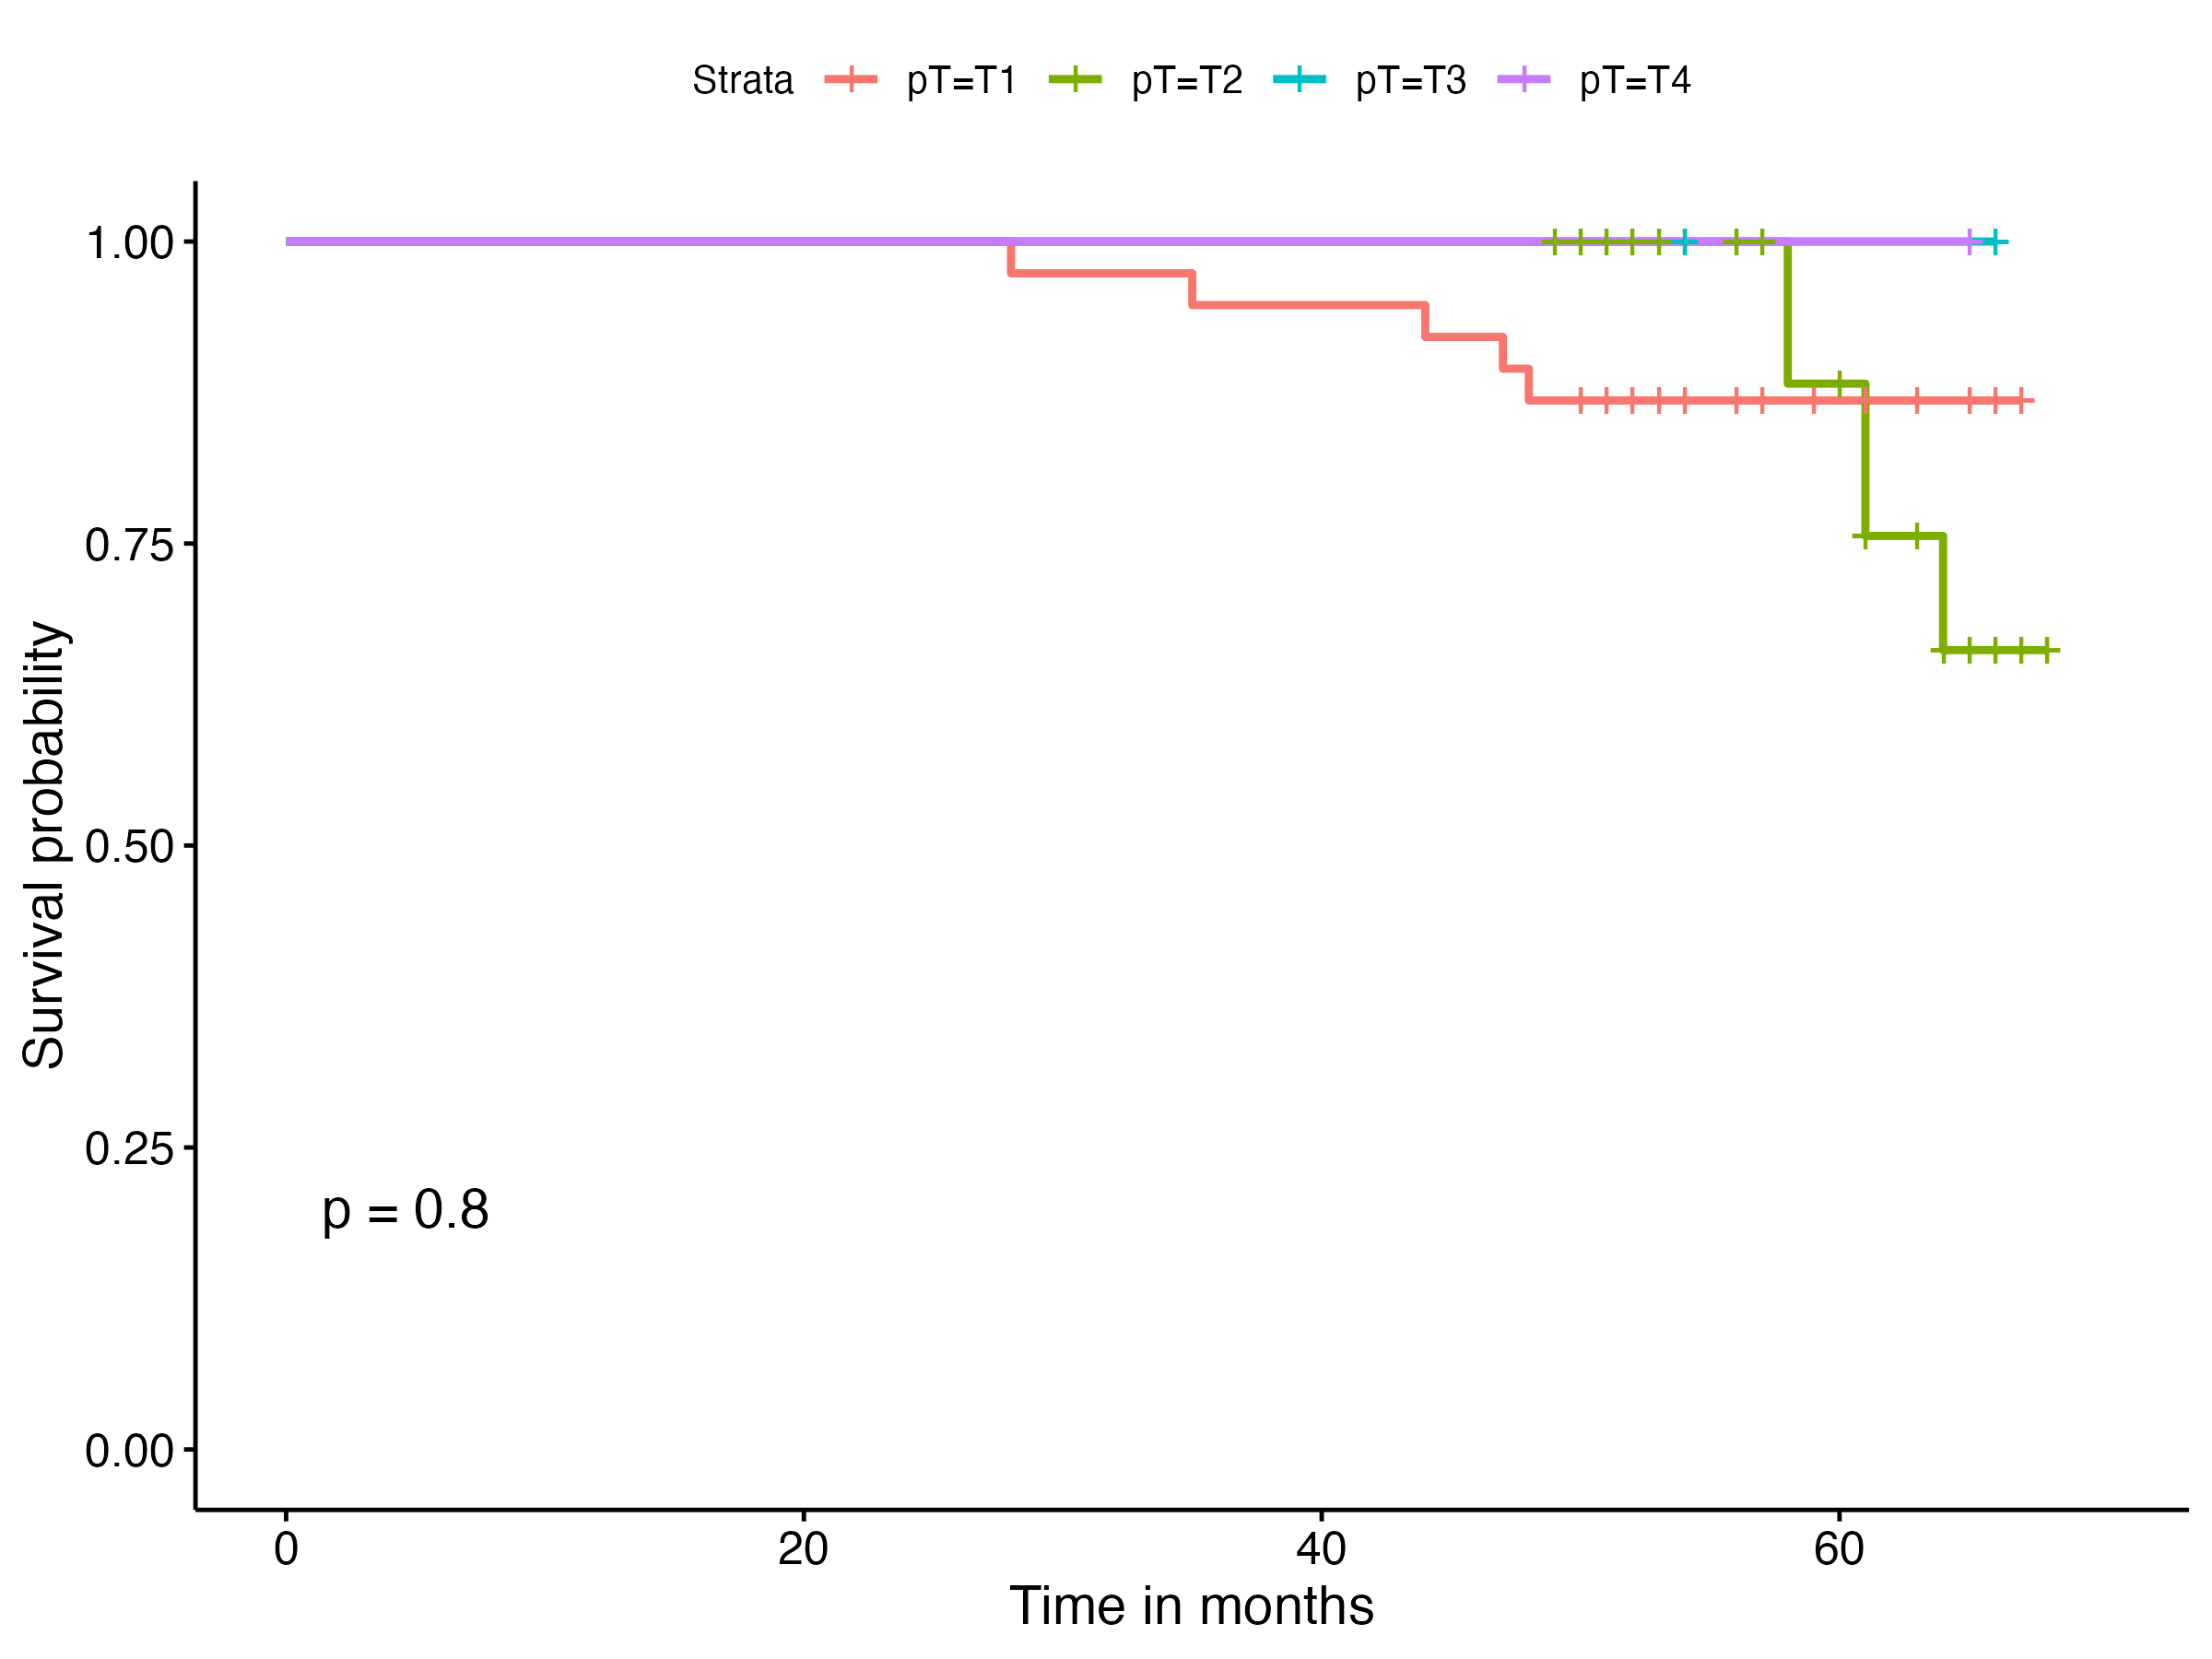 Strata pT=T1 pT=T2 pT=T3 pT=T4
1.00
0.75
0.50
0.25
0.00
Survival probability
p = 0.8
0 20 40 60
Time in months